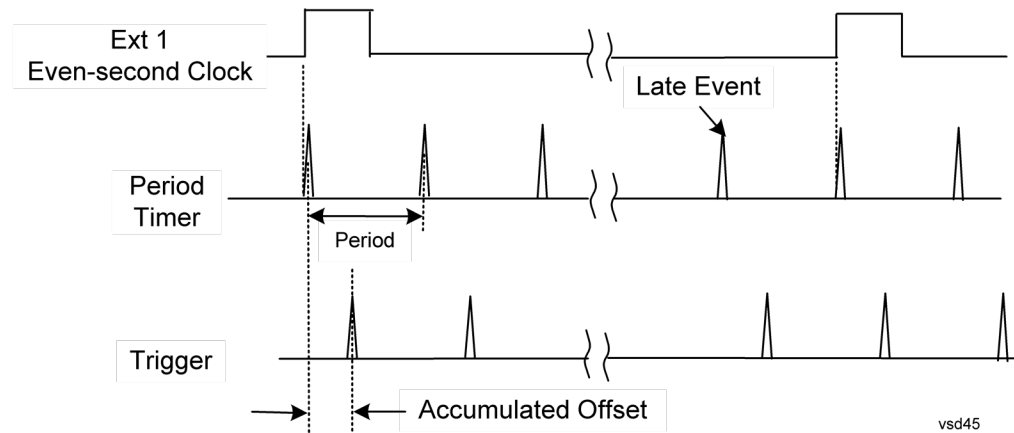 Ext 1
Even-second Clock
Late Event
Period
Timer
Period
Trigger
Accumulated Offset
vsd45